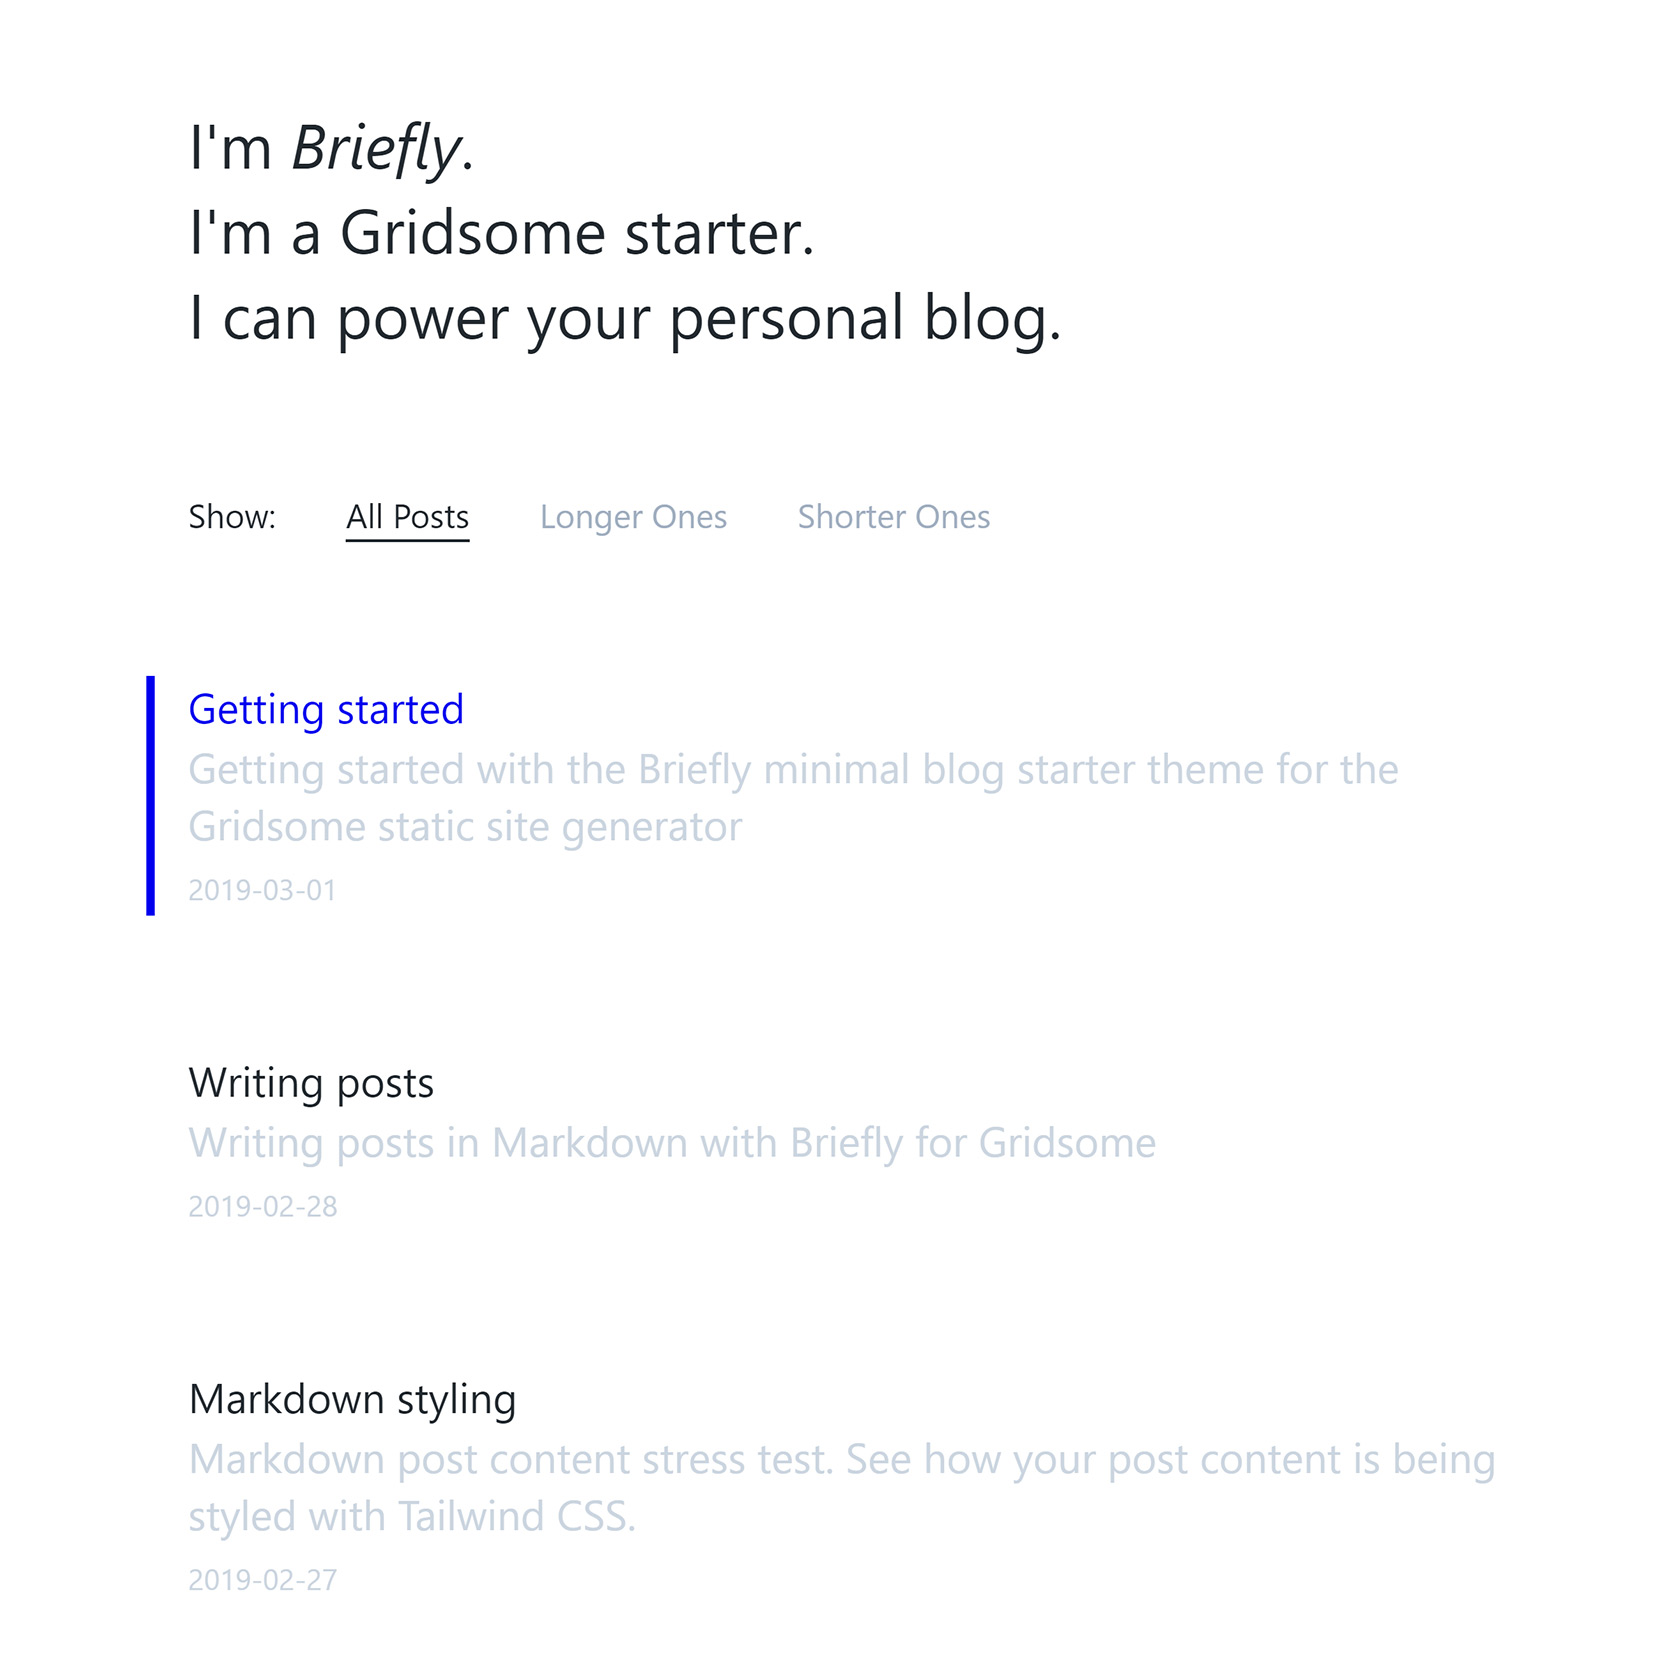 I'm Briefly.
I'm a Gridsome starter.
I can power your personal blog.
Show: All Posts Longer Ones Shorter Ones
Getting started
Getting started with the Briefly minimal blog starter theme for the
Gridsome static site generator
2019-03-01
Writing posts
Writing posts in Markdown with Briefly for Gridsome
2019-02-28
Markdown styling
Markdown post content stress test. See how your post content is being
styled with Tailwind CSS.
2019-02-27